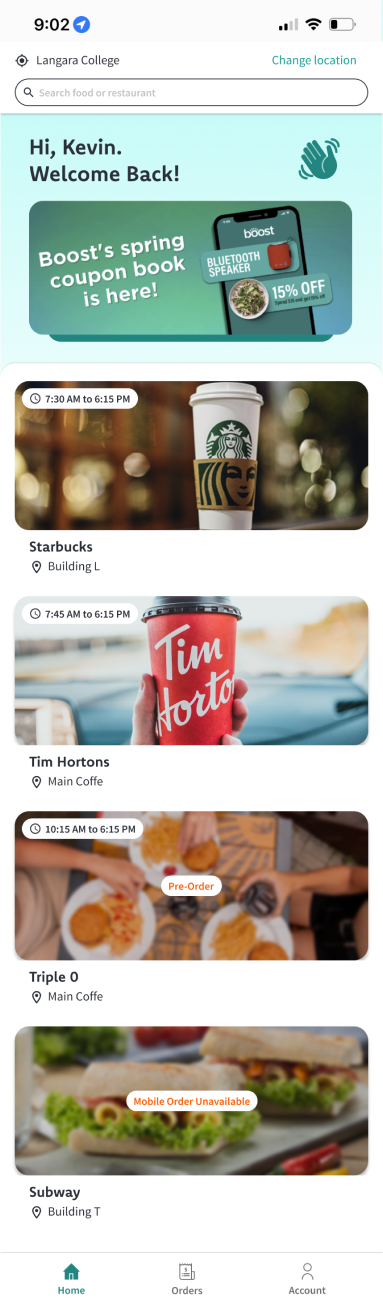 9:02
Langara College
Change location
Search food or restaurant
Hi, Kevin.
Welcome Back!
Boost's spring
coupon book
is here!
boost
BLUETOOTH
SPEAKER
15% OFF
7:30 AM to 6:15 PM
Starbucks
Building L
7:45 AM to 6:15 PM
Tim
Horto
Tim Hortons
Main Coffe
10:15 AM to 6:15 PM
Pre-Order
Triple 0
Main Coffe
Mobile Order Unavailable
Subway
Building T
Home
Orders
Account